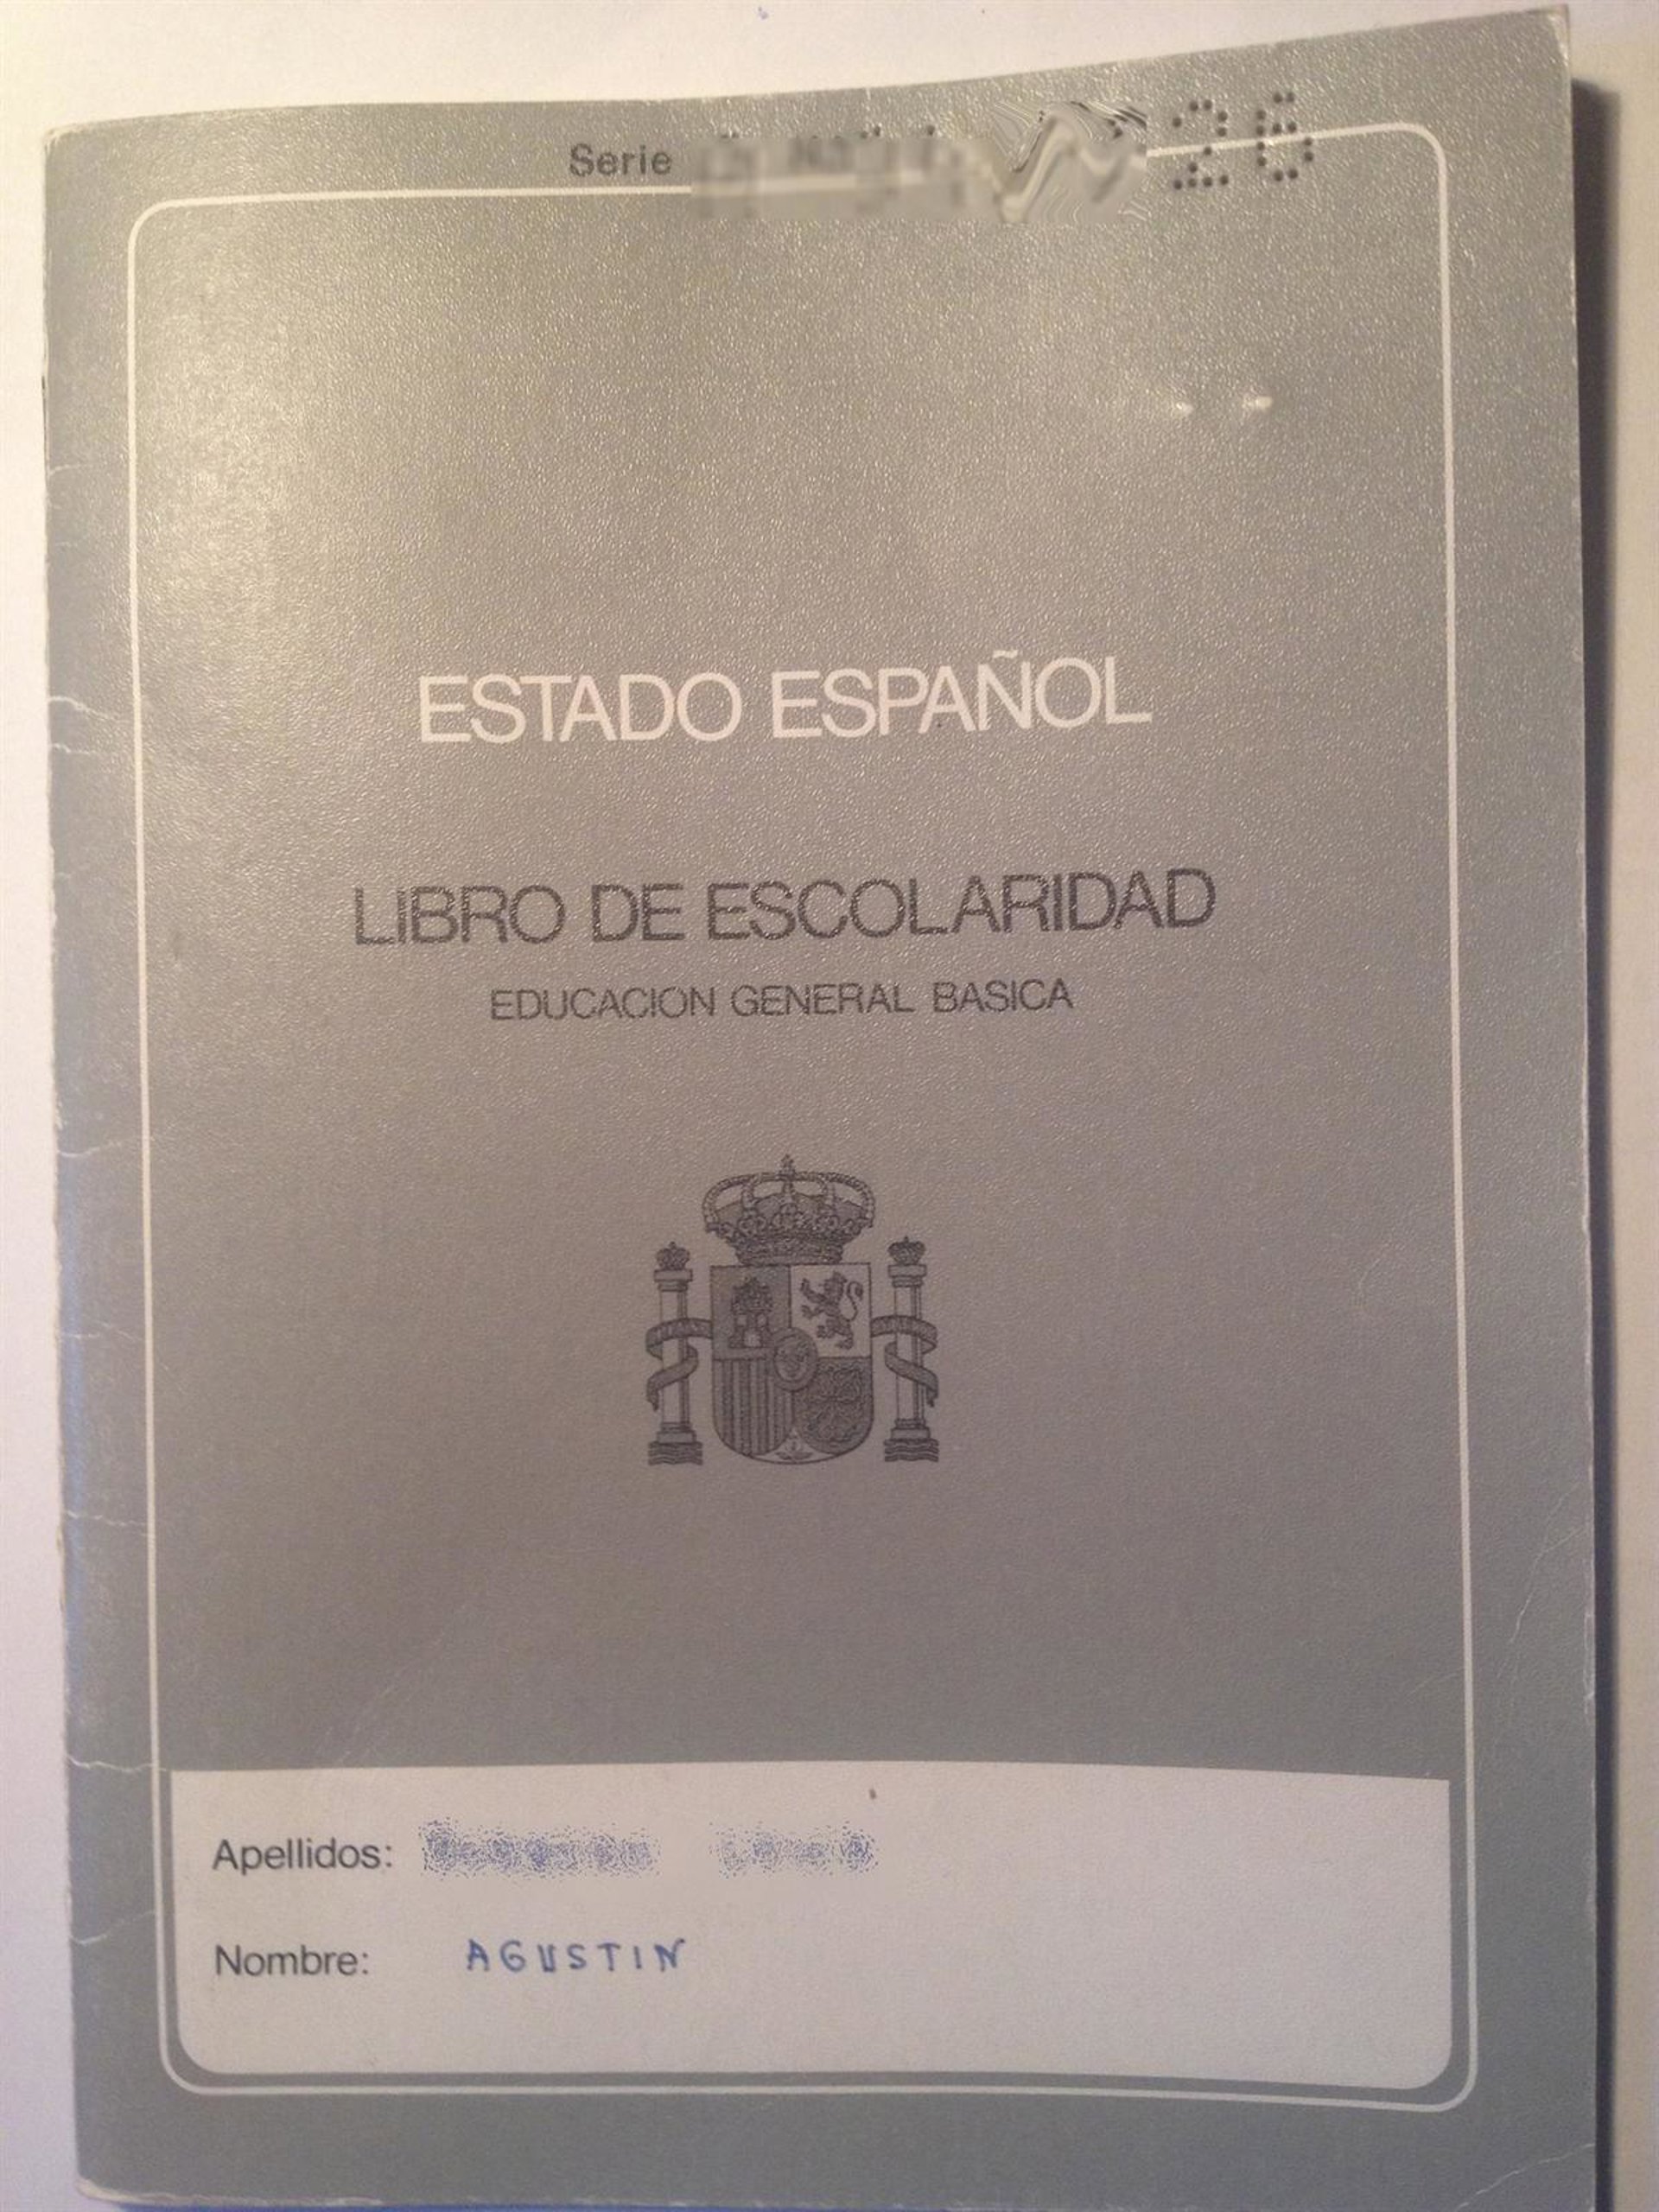 Serie 26
ESTADO ESPAÑOL
LIBRO DE ESCOLARIDAD
EDUCACION GENERAL BASICA
Apellidos:
Nombre: AGUSTIN